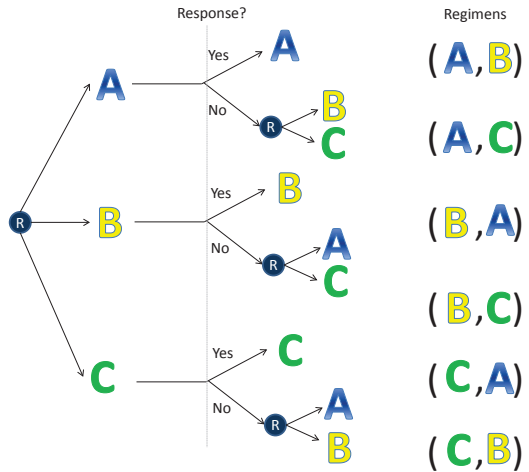 Response? Regimens
Yes A (A,B)
A No R B
C (A,C)
Yes B
R B (B,A)
No R A
C (B,C)
Yes C
C (C,A)
No R A
B (C,B)